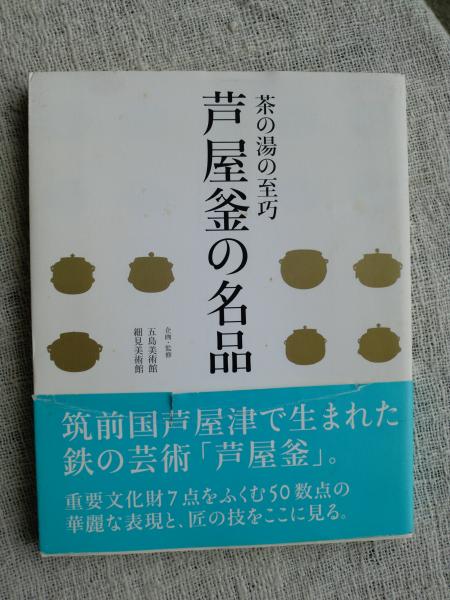 茶の湯の至巧
芦屋釜の名品
企画・監修
五島美術館
細見美術館
筑前国芦屋津で生まれた
鉄の芸術「芦屋釜」。
重要文化財7点をふくむ50数点の
華麗な表現と、匠の技をここに見る。